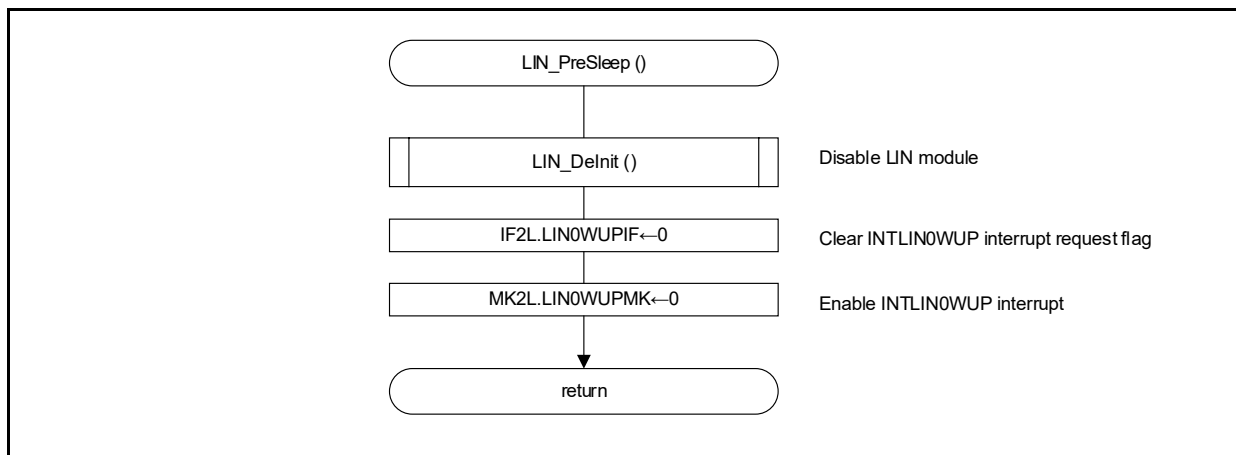 LIN_PreSleep ()
LIN_DeInit ()
Disable LIN module
IF2L.LIN0WUPIF←0
Clear INTLIN0WUP interrupt request flag
MK2L.LIN0WUPMK←0
Enable INTLIN0WUP interrupt
return